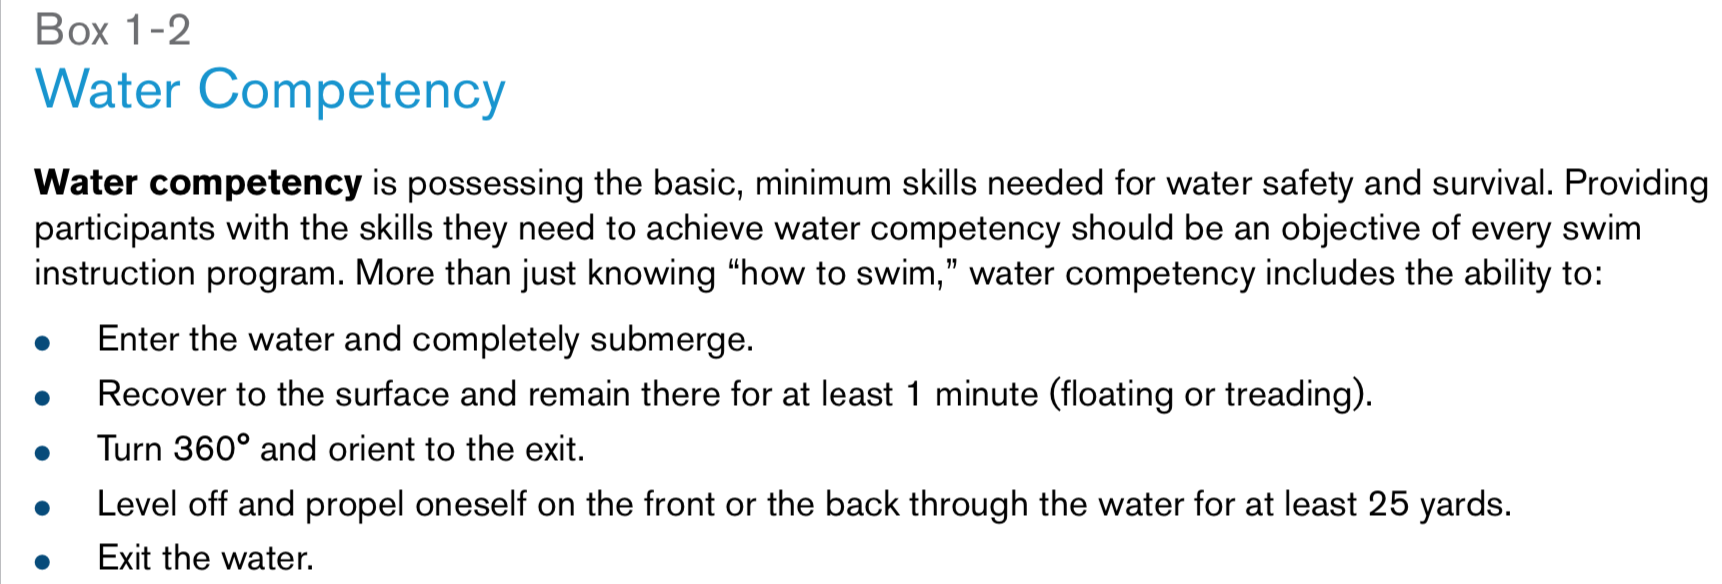 Box 1-2
Water Competency
Water competency is possessing the basic, minimum skills needed for water safety and survival. Providing
participants with the skills they need to achieve water competency should be an objective of every swim
instruction program. More than just knowing “how to swim,” water competency includes the ability to:
● Enter the water and completely submerge.
● Recover to the surface and remain there for at least 1 minute (floating or treading).
● Turn 360° and orient to the exit.
● Level off and propel oneself on the front or the back through the water for at least 25 yards.
● Exit the water.